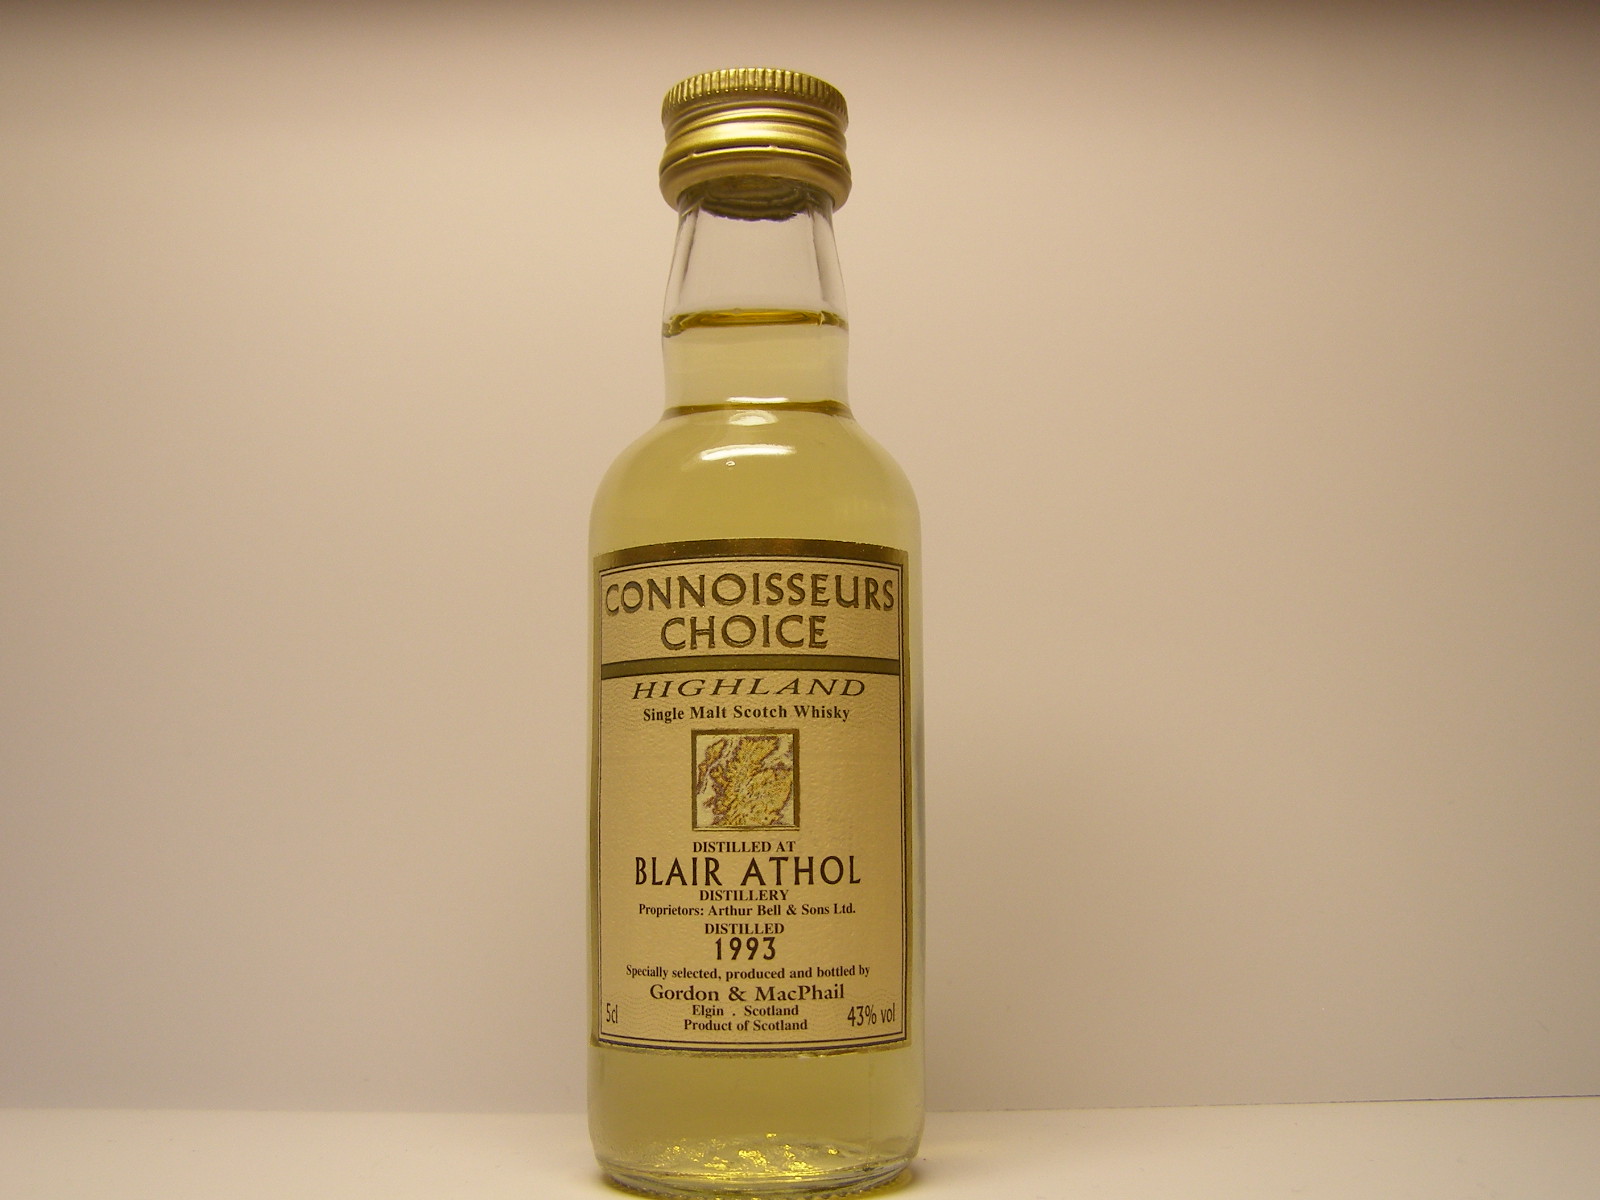 CONNOISSEURS
CHOICE
HIGHLAND
Single Malt Scotch Whisky
DISTILLED AT
BLAIR ATHOL
DISTILLERY
Proprietors: Arthur Bell & Sons Ltd.
DISTILLED
1993
Specially selected, produced and bottled by
Gordon & MacPhail
Elgin . Scotland
Product of Scotland
5cl
43% vol